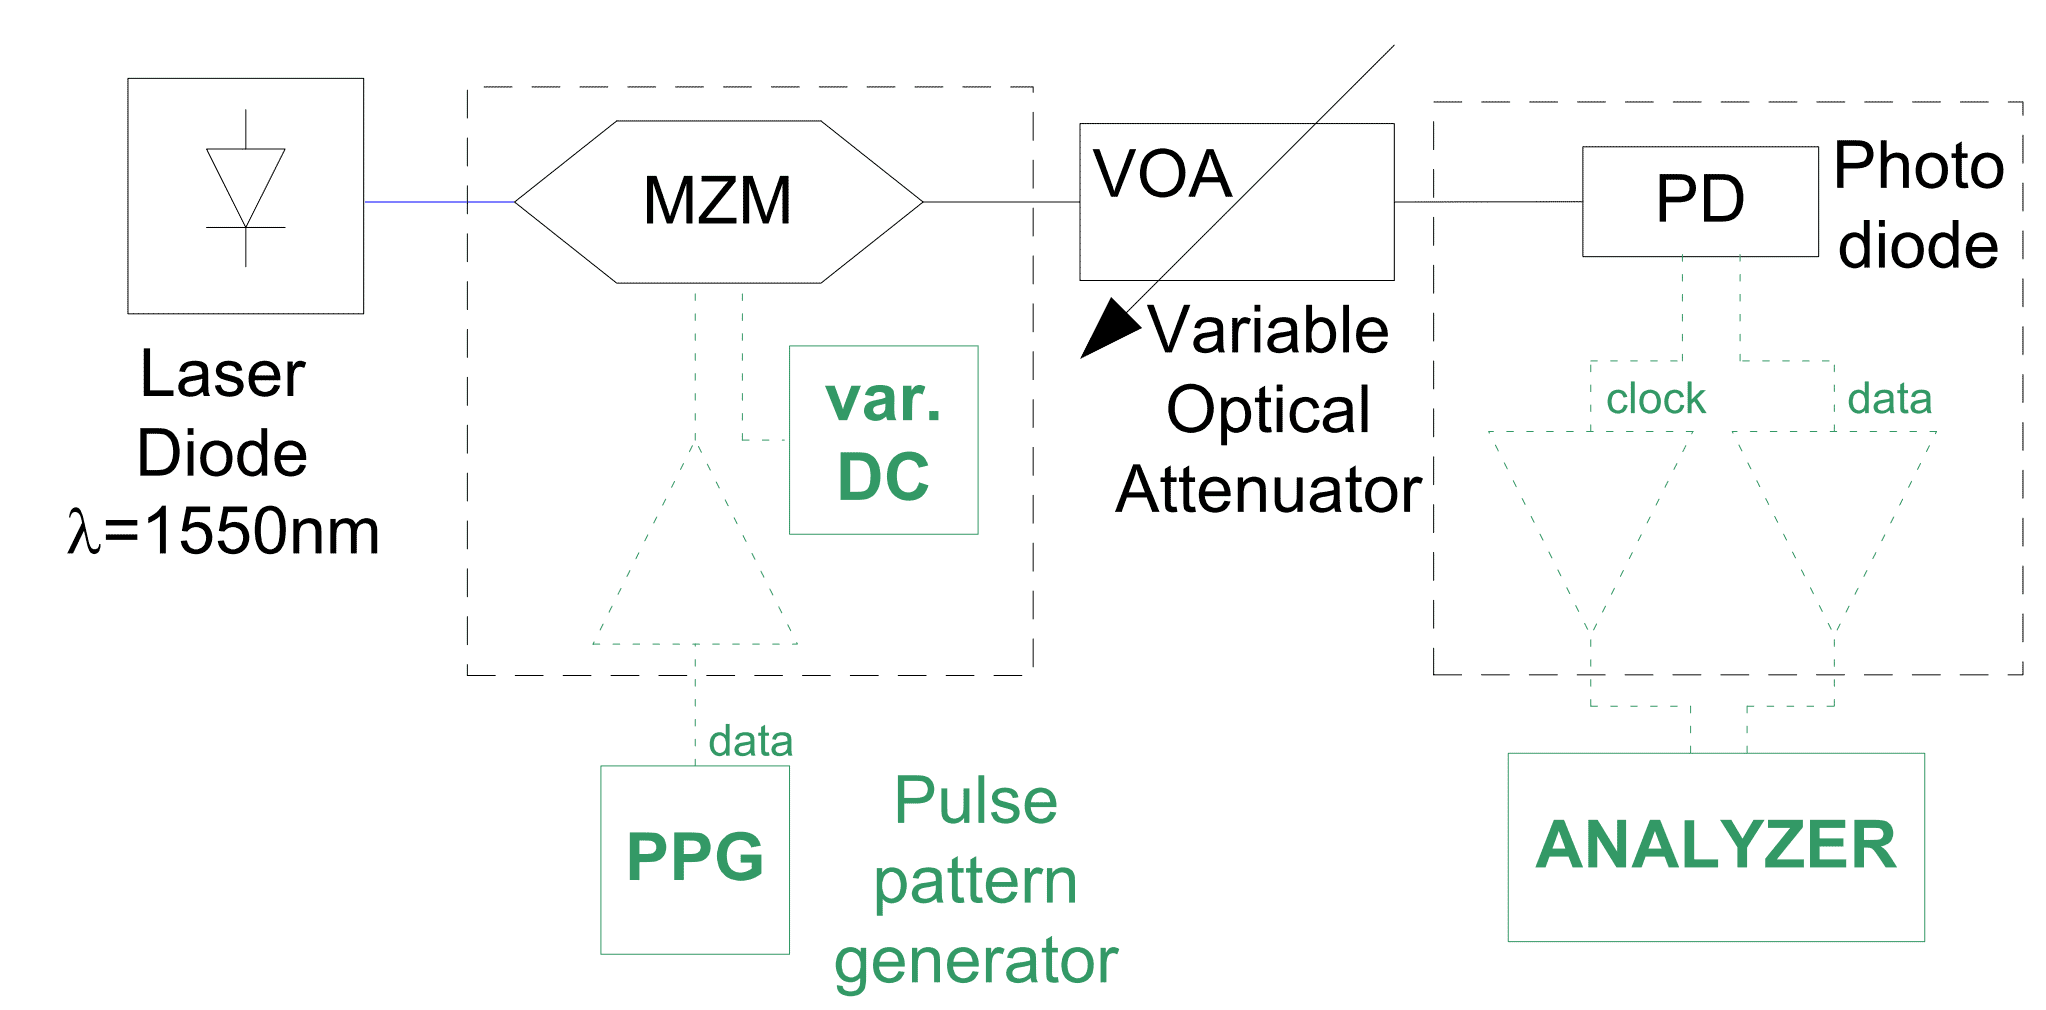 Laser
Diode
λ=1550nm
MZM
var.
DC
data
PPG
Pulse
pattern
generator
VOA
Variable
Optical
Attenuator
PD
Photo
diode
clock
data
ANALYZER